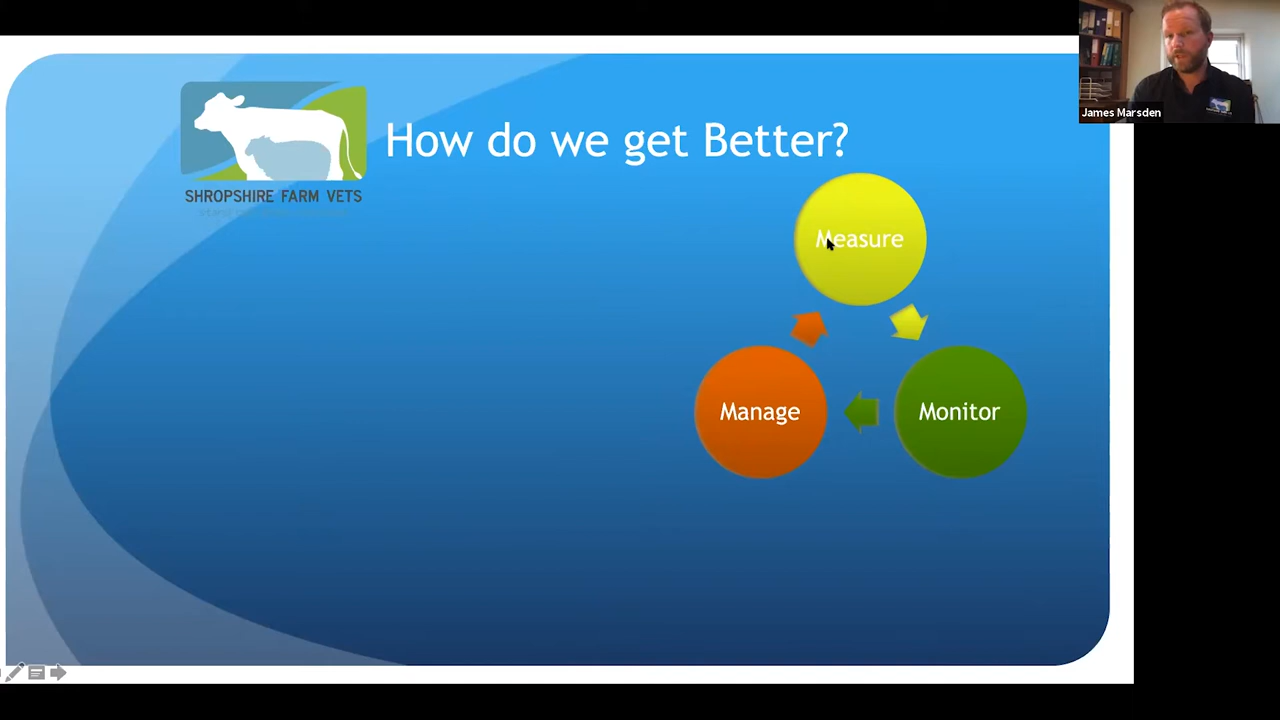 James Marsden
How do we get Better?
SHROPSHIRE FARM VETS
Measure
Manage
Monitor